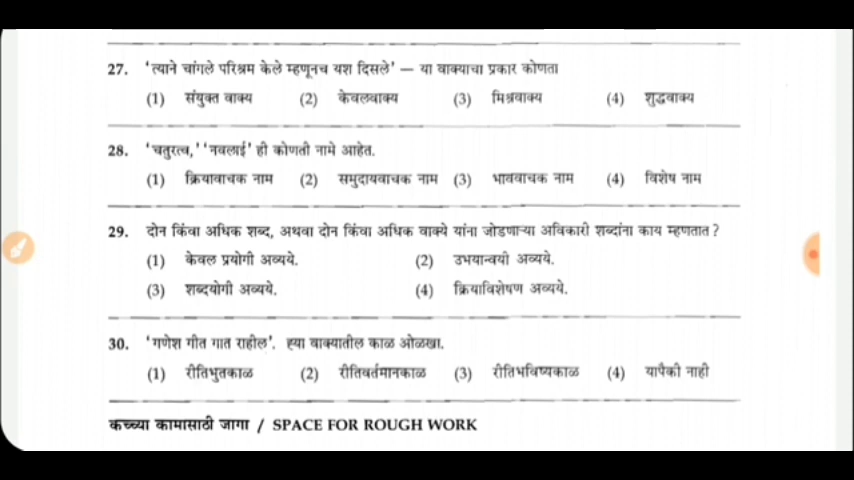 27. 'त्याने चांगले परिश्रम केले म्हणूनच यश दिसले' – या वाक्याचा प्रकार कोणता
(1) संयुक्त वाक्य (2) केवलवाक्य (3) मिश्रवाक्य (4) शुद्धवाक्य
28. 'चतुरत्व,' 'नवलाई' ही कोणती नामे आहेत.
(1) क्रियावाचक नाम (2) समुदायवाचक नाम (3) भाववाचक नाम (4) विशेष नाम
29. दोन किंवा अधिक शब्द, अथवा दोन किंवा अधिक वाक्ये यांना जोडणाऱ्या अविकारी शब्दांना काय म्हणतात ?
(1) केवल प्रयोगी अव्यये. (2) उभयान्वयी अव्यये.
(3) शब्दयोगी अव्यये. (4) क्रियाविशेषण अव्यये.
30. 'गणेश गीत गात राहील'. ह्या वाक्यातील काळ ओळखा.
(1) रीतिभुतकाळ (2) रीतिवर्तमानकाळ (3) रीतिभविष्यकाळ (4) यापैकी नाही
कच्च्या कामासाठी जागा / SPACE FOR ROUGH WORK